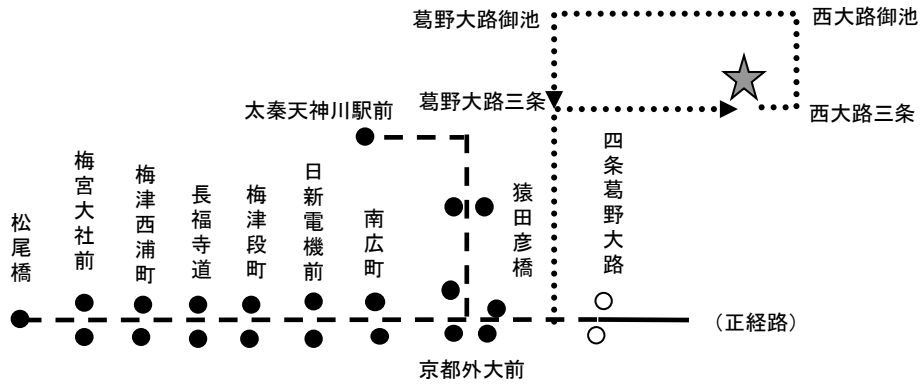 葛野大路御池
西大路御池
葛野大路三条
西大路三条
太秦天神川駅前
松尾橋
梅宮大社前
梅津西浦町
長福寺道
梅津段町
日新電機前
南広町
猿田彦橋
四条葛野大路
（正経路）
京都外大前